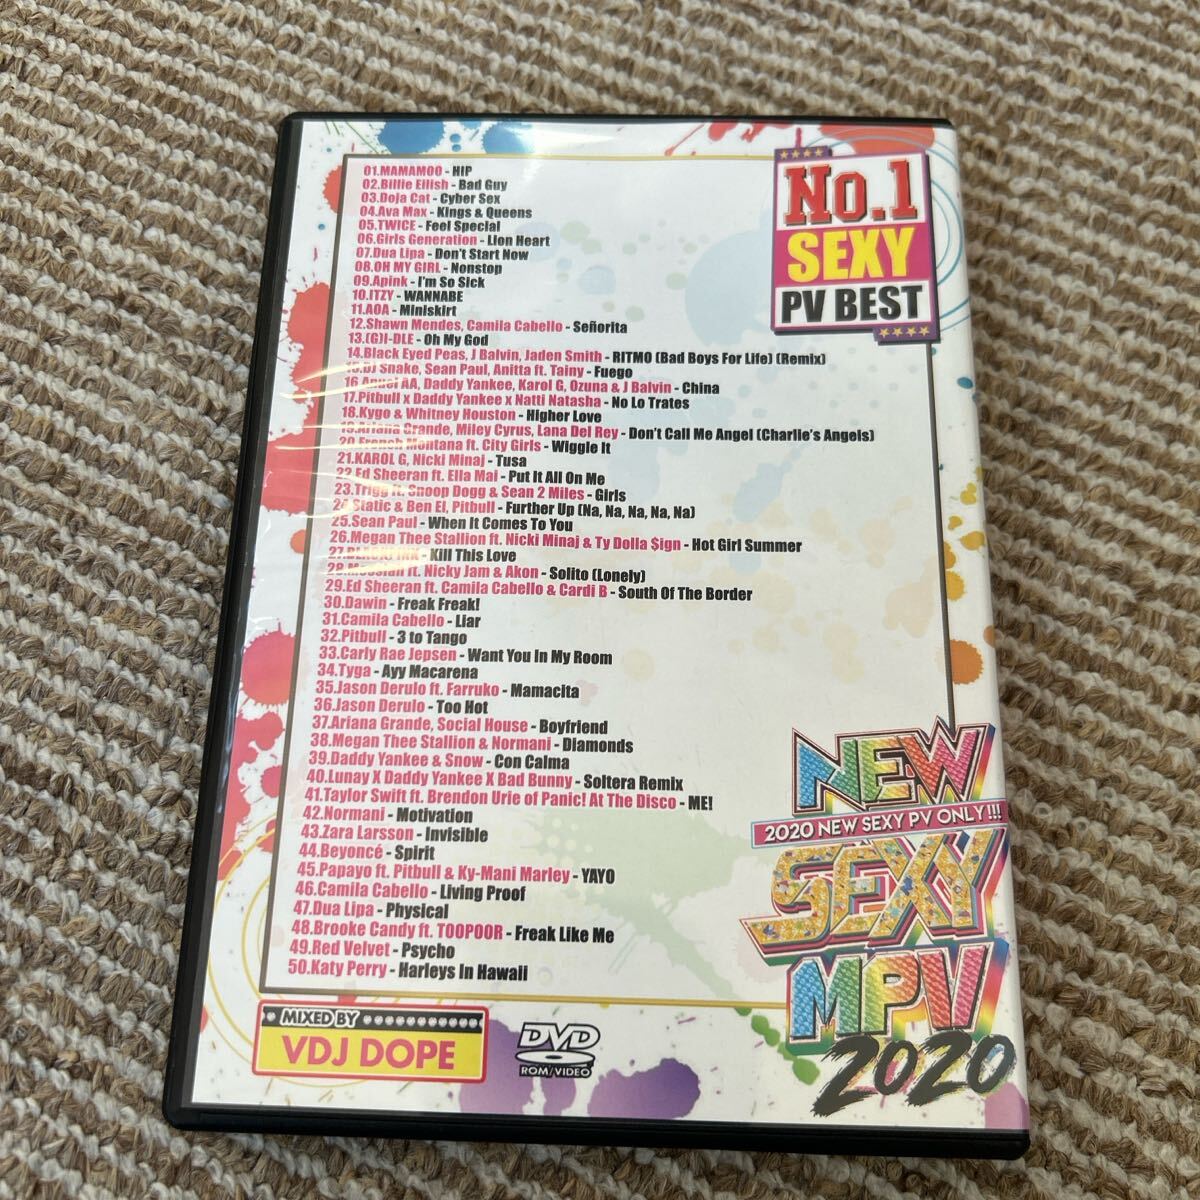 01.MAMAMOO - HIP
02.Billie Eilish - Bad Guy
03.Doja Cat - Cyber Sex
04.Ava Max - Kings & Queens
05.TWICE - Feel Special
06.Girls Generation - Lion Heart
07.Dua Lipa - Don't Start Now
08.OH MY GIRL - Nonstop
09.Apink - I'm So Sick
10.ITZY - WANNABE
11.AOA - Miniskirt
12.Shawn Mendes, Camila Cabello - Señorita
13.(G)I-DLE - Oh My God
14.Black Eyed Peas, J Balvin, Jaden Smith - RITMO (Bad Boys For Life) (Remix)
15.DJ Snake, Sean Paul, Anitta ft. Tainy - Fuego
16.Anuel AA, Daddy Yankee, Karol G, Ozuna & J Balvin - China
17.Pitbull x Daddy Yankee x Natti Natasha - No Lo Trates
18.Kygo & Whitney Houston - Higher Love
19.Ariana Grande, Miley Cyrus, Lana Del Rey - Don't Call Me Angel (Charlie's Angels)
20.French Montana ft. City Girls - Wiggle It
21.KAROL G, Nicki Minaj - Tusa
22.Ed Sheeran ft. Ella Mai - Put It All On Me
23.Trigg ft. Snoop Dogg & Sean 2 Miles - Girls
24.Static & Ben El, Pitbull - Further Up (Na, Na, Na, Na, Na)
25.Sean Paul - When It Comes To You
26.Megan Thee Stallion ft. Nicki Minaj & Ty Dolla $ign - Hot Girl Summer
27.BLACKPINK - Kill This Love
28.Mossiah ft. Nicky Jam & Akon - Solito (Lonely)
29.Ed Sheeran ft. Camila Cabello & Cardi B - South Of The Border
30.Dawin - Freak Freak!
31.Camila Cabello - Liar
32.Pitbull - 3 to Tango
33.Carly Rae Jepsen - Want You In My Room
34.Tyga - Ayy Macarena
35.Jason Derulo ft. Farruko - Mamacita
36.Jason Derulo - Too Hot
37.Ariana Grande, Social House - Boyfriend
38.Megan Thee Stallion & Normani - Diamonds
39.Daddy Yankee & Snow - Con Calma
40.Lunay X Daddy Yankee X Bad Bunny - Soltera Remix
41.Taylor Swift ft. Brendon Urie of Panic! At The Disco - ME!
42.Normani - Motivation
43.Zara Larsson - Invisible
44.Beyoncé - Spirit
45.Papayo ft. Pitbull & Ky-Mani Marley - YAYO
46.Camila Cabello - Living Proof
47.Dua Lipa - Physical
48.Brooke Candy ft. TOOPOOR - Freak Like Me
49.Red Velvet - Psycho
50.Katy Perry - Harleys In Hawaii
No.1
SEXY
PV BEST
NEW
2020 NEW SEXY PV ONLY!!!
SEXY
MPV
2020
MIXED BY
VDJ DOPE
DVD
ROM/VIDEO